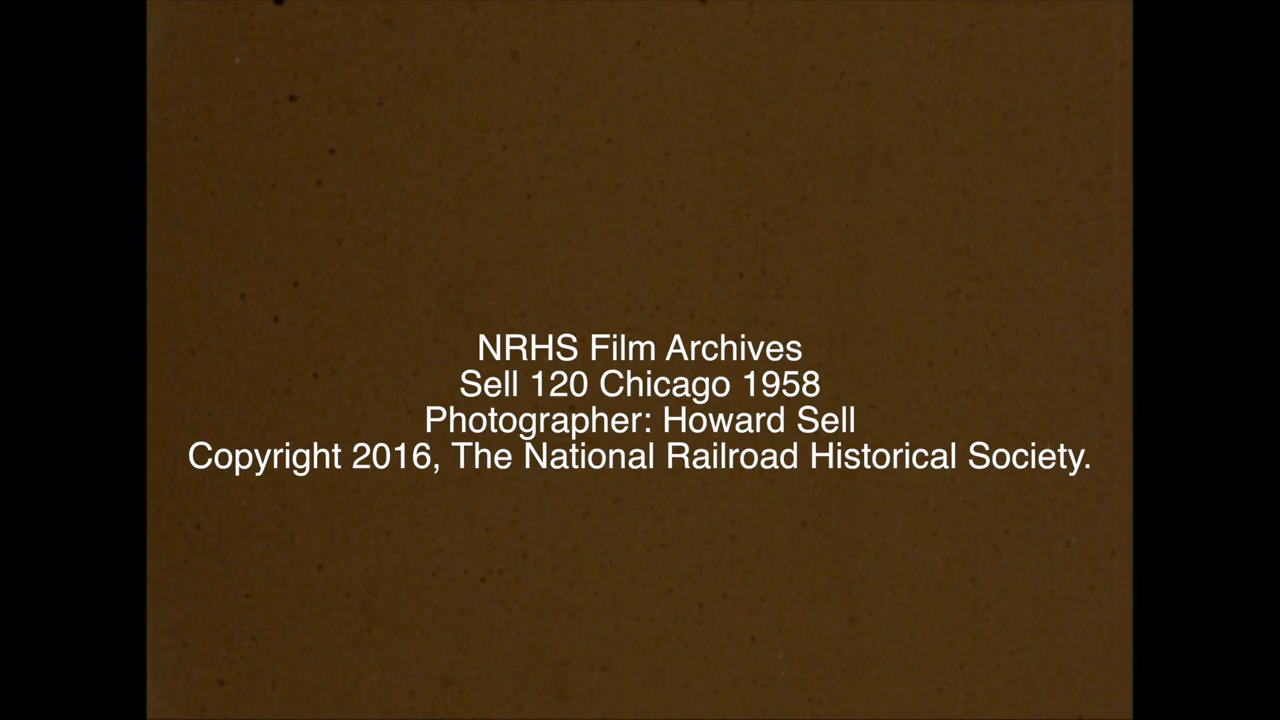 NRHS Film Archives
Sell 120 Chicago 1958
Photographer: Howard Sell
Copyright 2016, The National Railroad Historical Society.